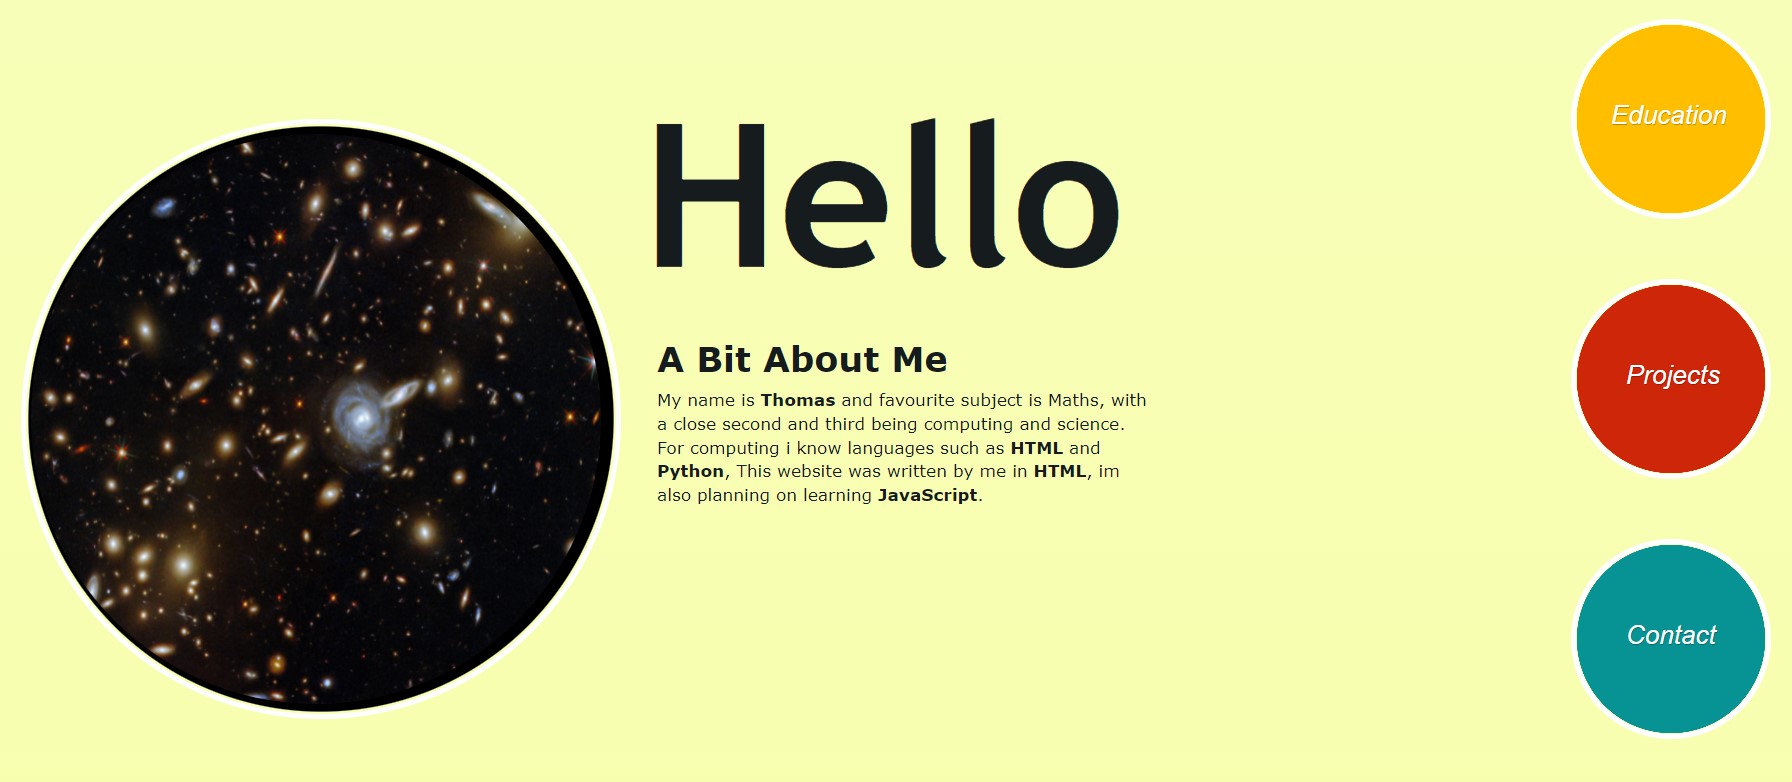 Hello
A Bit About Me
My name is Thomas and favourite subject is Maths, with
a close second and third being computing and science.
For computing i know languages such as HTML and
Python, This website was written by me in HTML, im
also planning on learning JavaScript.
Education
Projects
Contact